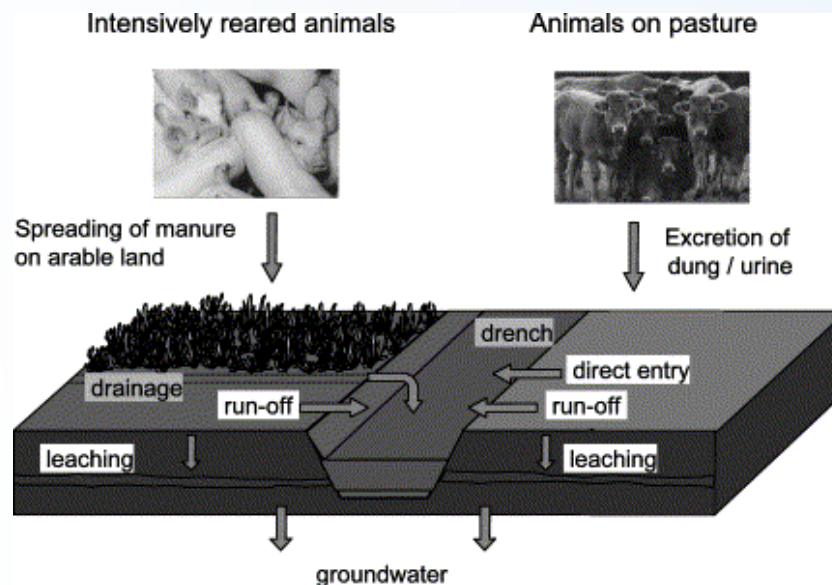 Intensively reared animals
Animals on pasture
Spreading of manure
on arable land
Excretion of
dung / urine
drench
drainage
direct entry
run-off
run-off
leaching
leaching
groundwater